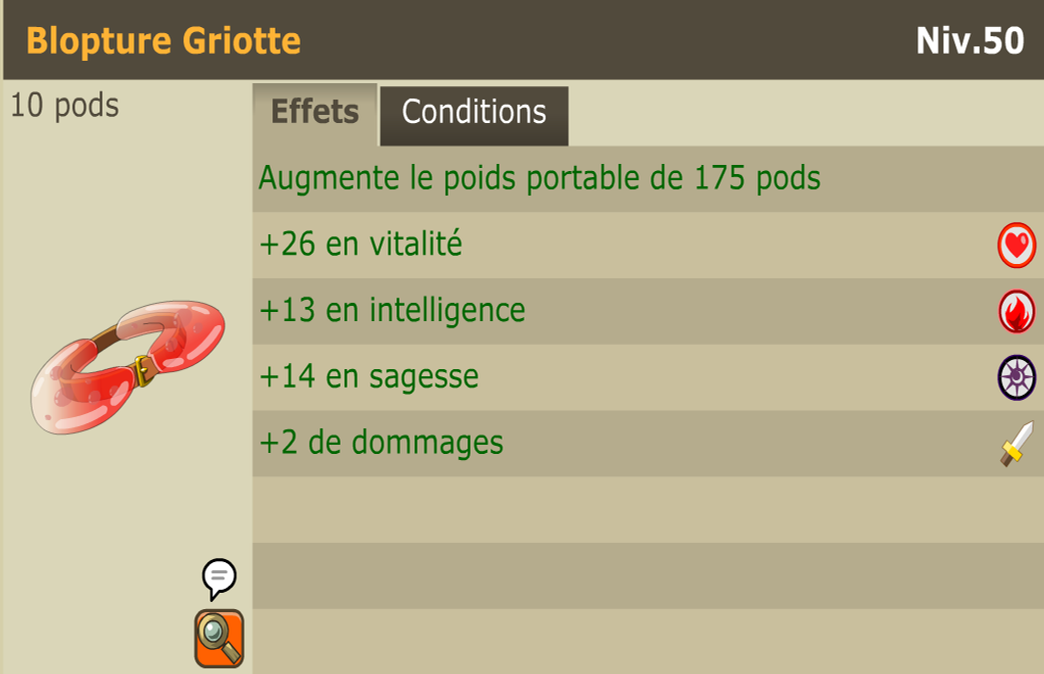 Blopture Griotte
Niv.50
10 pods
Effets
Conditions
Augmente le poids portable de 175 pods
+26 en vitalité
+13 en intelligence
+14 en sagesse
+2 de dommages